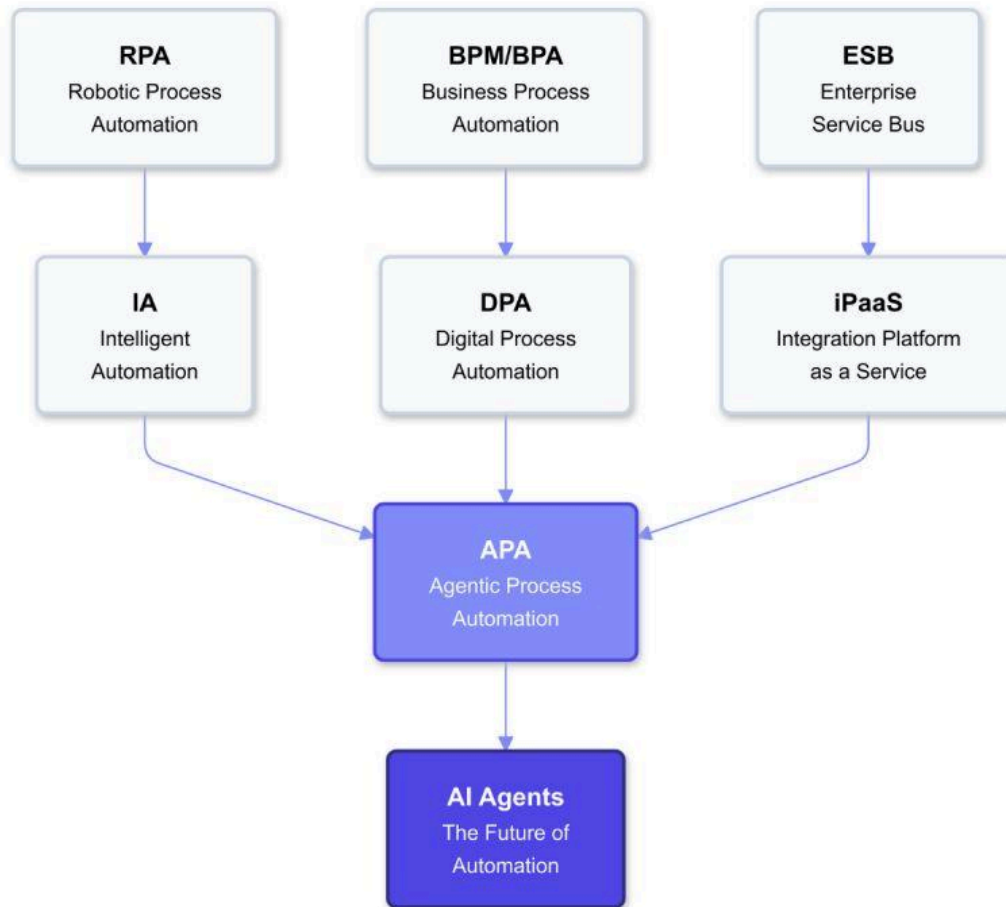 RPA
Robotic Process
Automation
BPM/BPA
Business Process
Automation
ESB
Enterprise
Service Bus
IA
Intelligent
Automation
DPA
Digital Process
Automation
iPaaS
Integration Platform
as a Service
APA
Agentic Process
Automation
AI Agents
The Future of
Automation